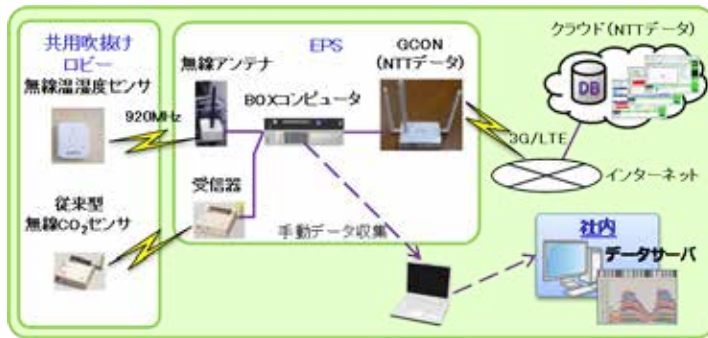 共用吹抜け
ロビー
無線温湿度センサ
920MHz
従来型
無線CO₂センサ
EPS
無線アンテナ
BOXコンピュータ
GCON
(NTTデータ)
受信器
手動データ収集
3G/LTE
クラウド(NTTデータ)
DB
インターネット
社内
データサーバ